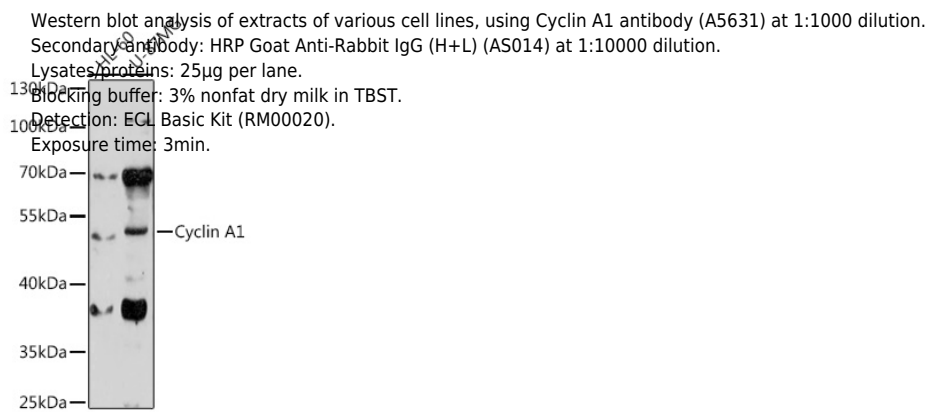 Western blot analysis of extracts of various cell lines, using Cyclin A1 antibody (A5631) at 1:1000 dilution.
Secondary antibody: HRP Goat Anti-Rabbit IgG (H+L) (AS014) at 1:10000 dilution.
Lysates/proteins: 25μg per lane.
Blocking buffer: 3% nonfat dry milk in TBST.
Detection: ECL Basic Kit (RM00020).
Exposure time: 3min.
HL-60
U-87MG
130kDa
100kDa
70kDa
55kDa
Cyclin A1
40kDa
35kDa
25kDa